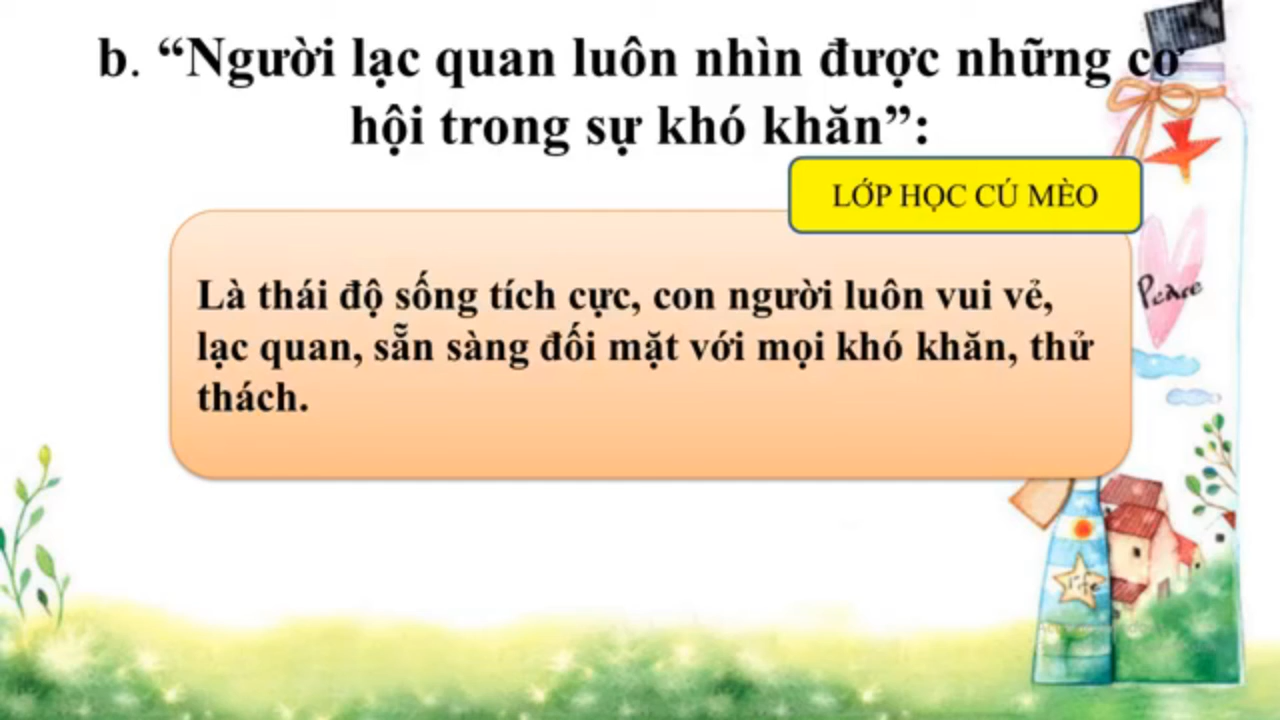 b. “Người lạc quan luôn nhìn được những cơ
hội trong sự khó khăn”:
LỚP HỌC CÚ MÈO
Là thái độ sống tích cực, con người luôn vui vẻ,
lạc quan, sẵn sàng đối mặt với mọi khó khăn, thử
thách.
Peace
life